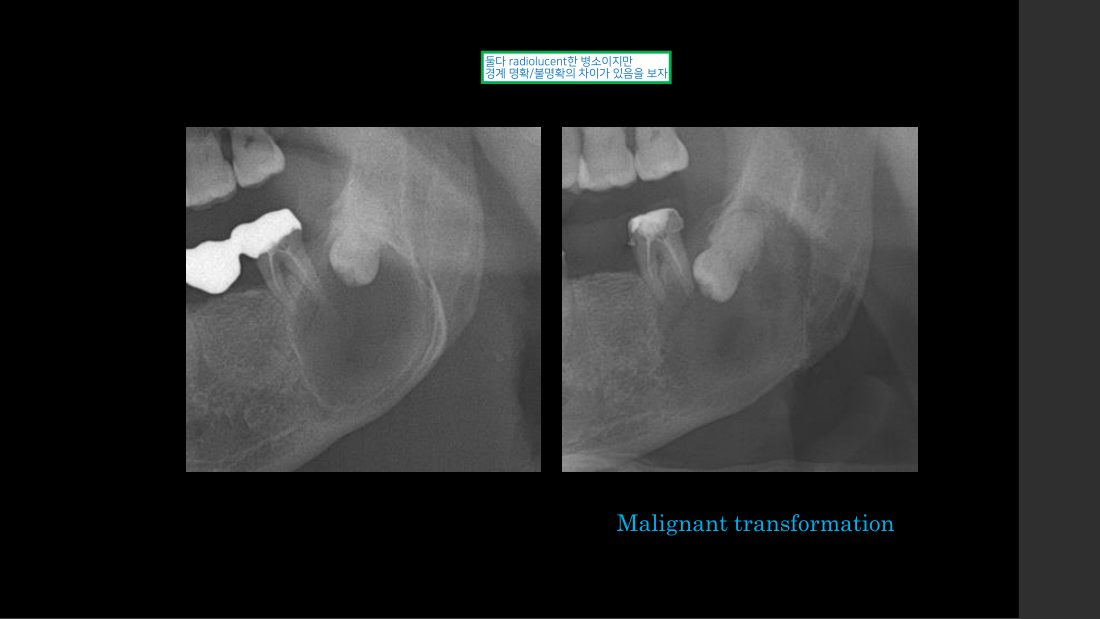 둘다 radiolucent한 병소이지만
경계 명확/불명확의 차이가 있음을 보자
Malignant transformation